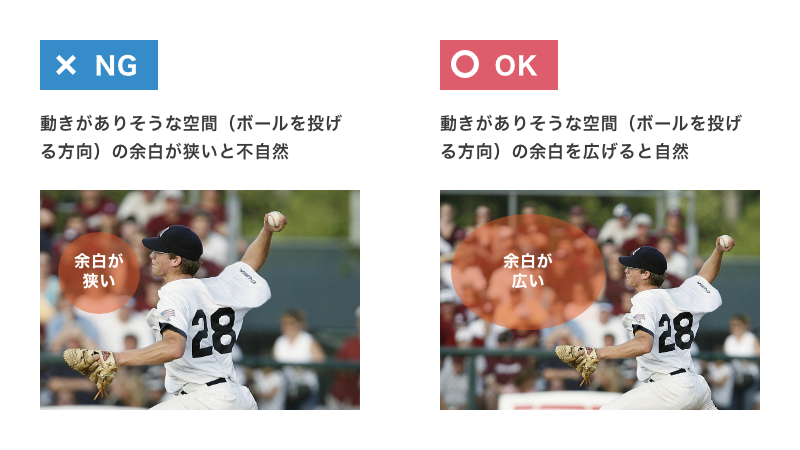 × NG
動きがありそうな空間（ボールを投げ
る方向）の余白が狭いと不自然
余白が
狭い
28
○ OK
動きがありそうな空間（ボールを投げ
る方向）の余白を広げると自然
余白が
広い
28